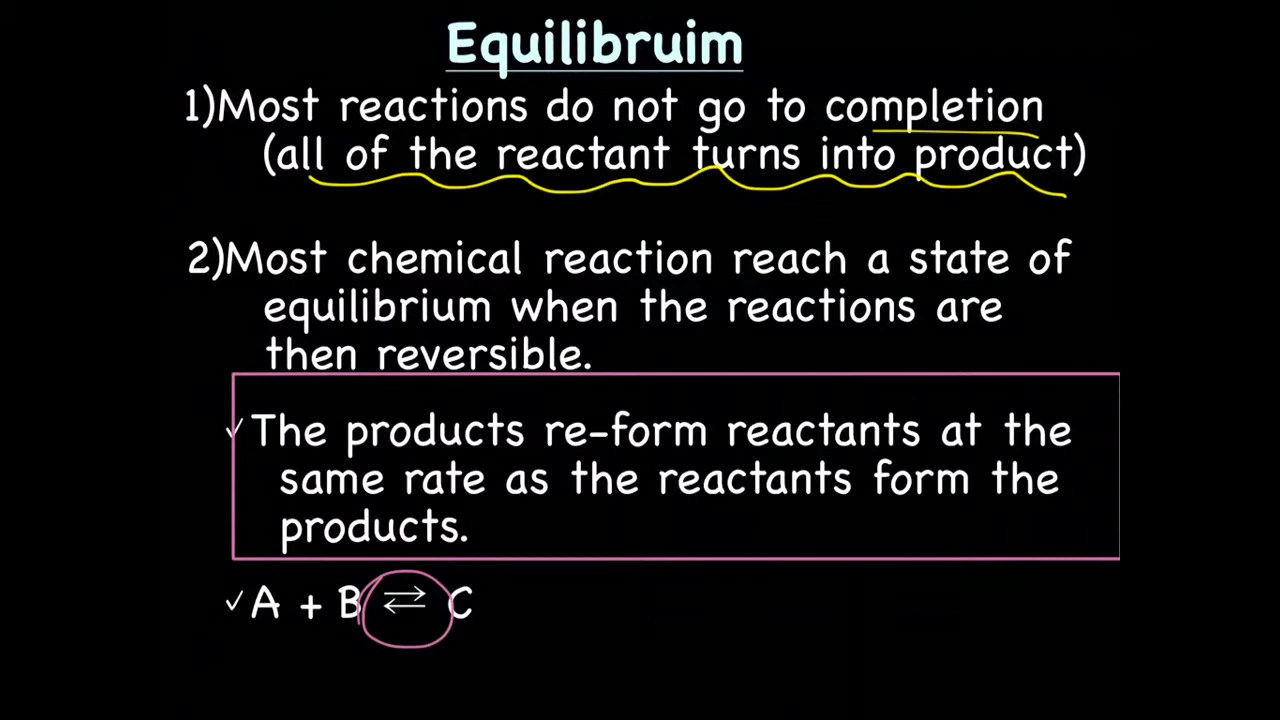 Equilibruim
1)Most reactions do not go to completion
(all of the reactant turns into product)
2)Most chemical reaction reach a state of
equilibrium when the reactions are
then reversible.
✓The products re-form reactants at the
same rate as the reactants form the
products.
✓A + B ⇄ C